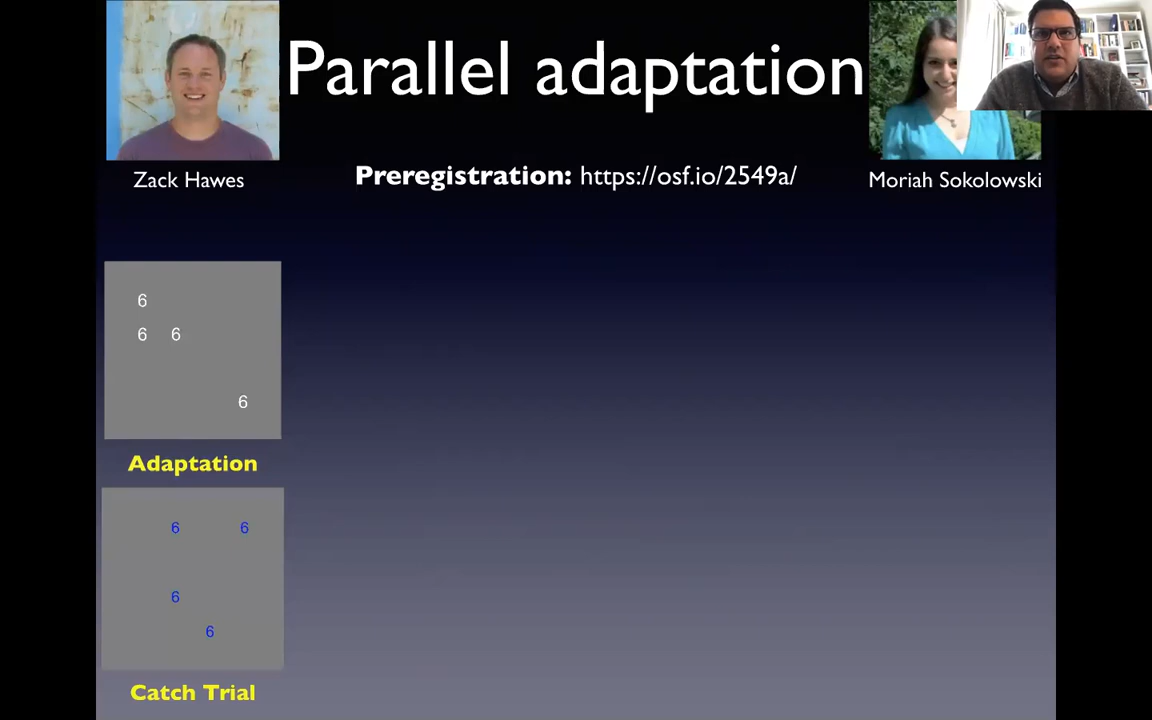 Parallel adaptation
Zack Hawes
Preregistration: https://osf.io/2549a/
Moriah Sokolowski
6
6 6
6
Adaptation
6 6
6
6
Catch Trial